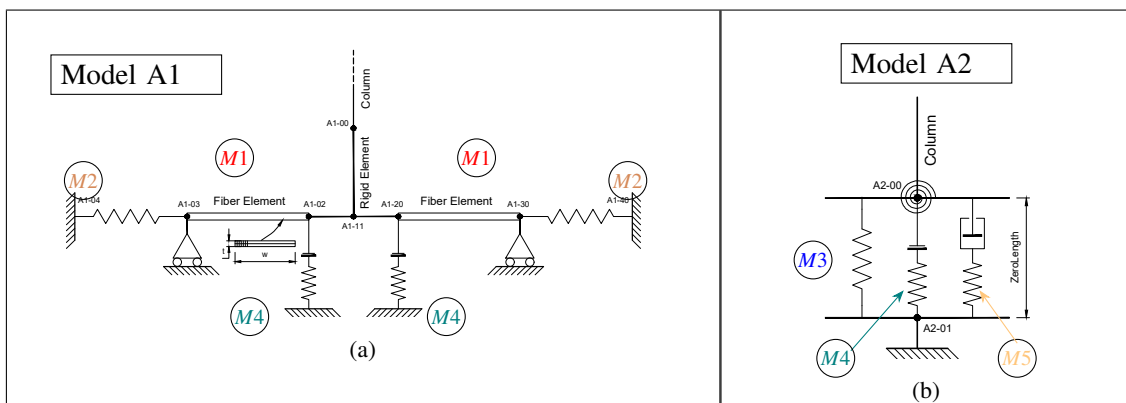 Model A1
Column
A1-00
Rigid Element
M1
M1
M2
M2
A1-04
A1-03
Fiber Element
A1-02
A1-11
A1-20
Fiber Element
A1-30
A1-40
t
w
M4
M4
(a)
Model A2
Column
A2-00
M3
ZeroLength
A2-01
M4
M5
(b)